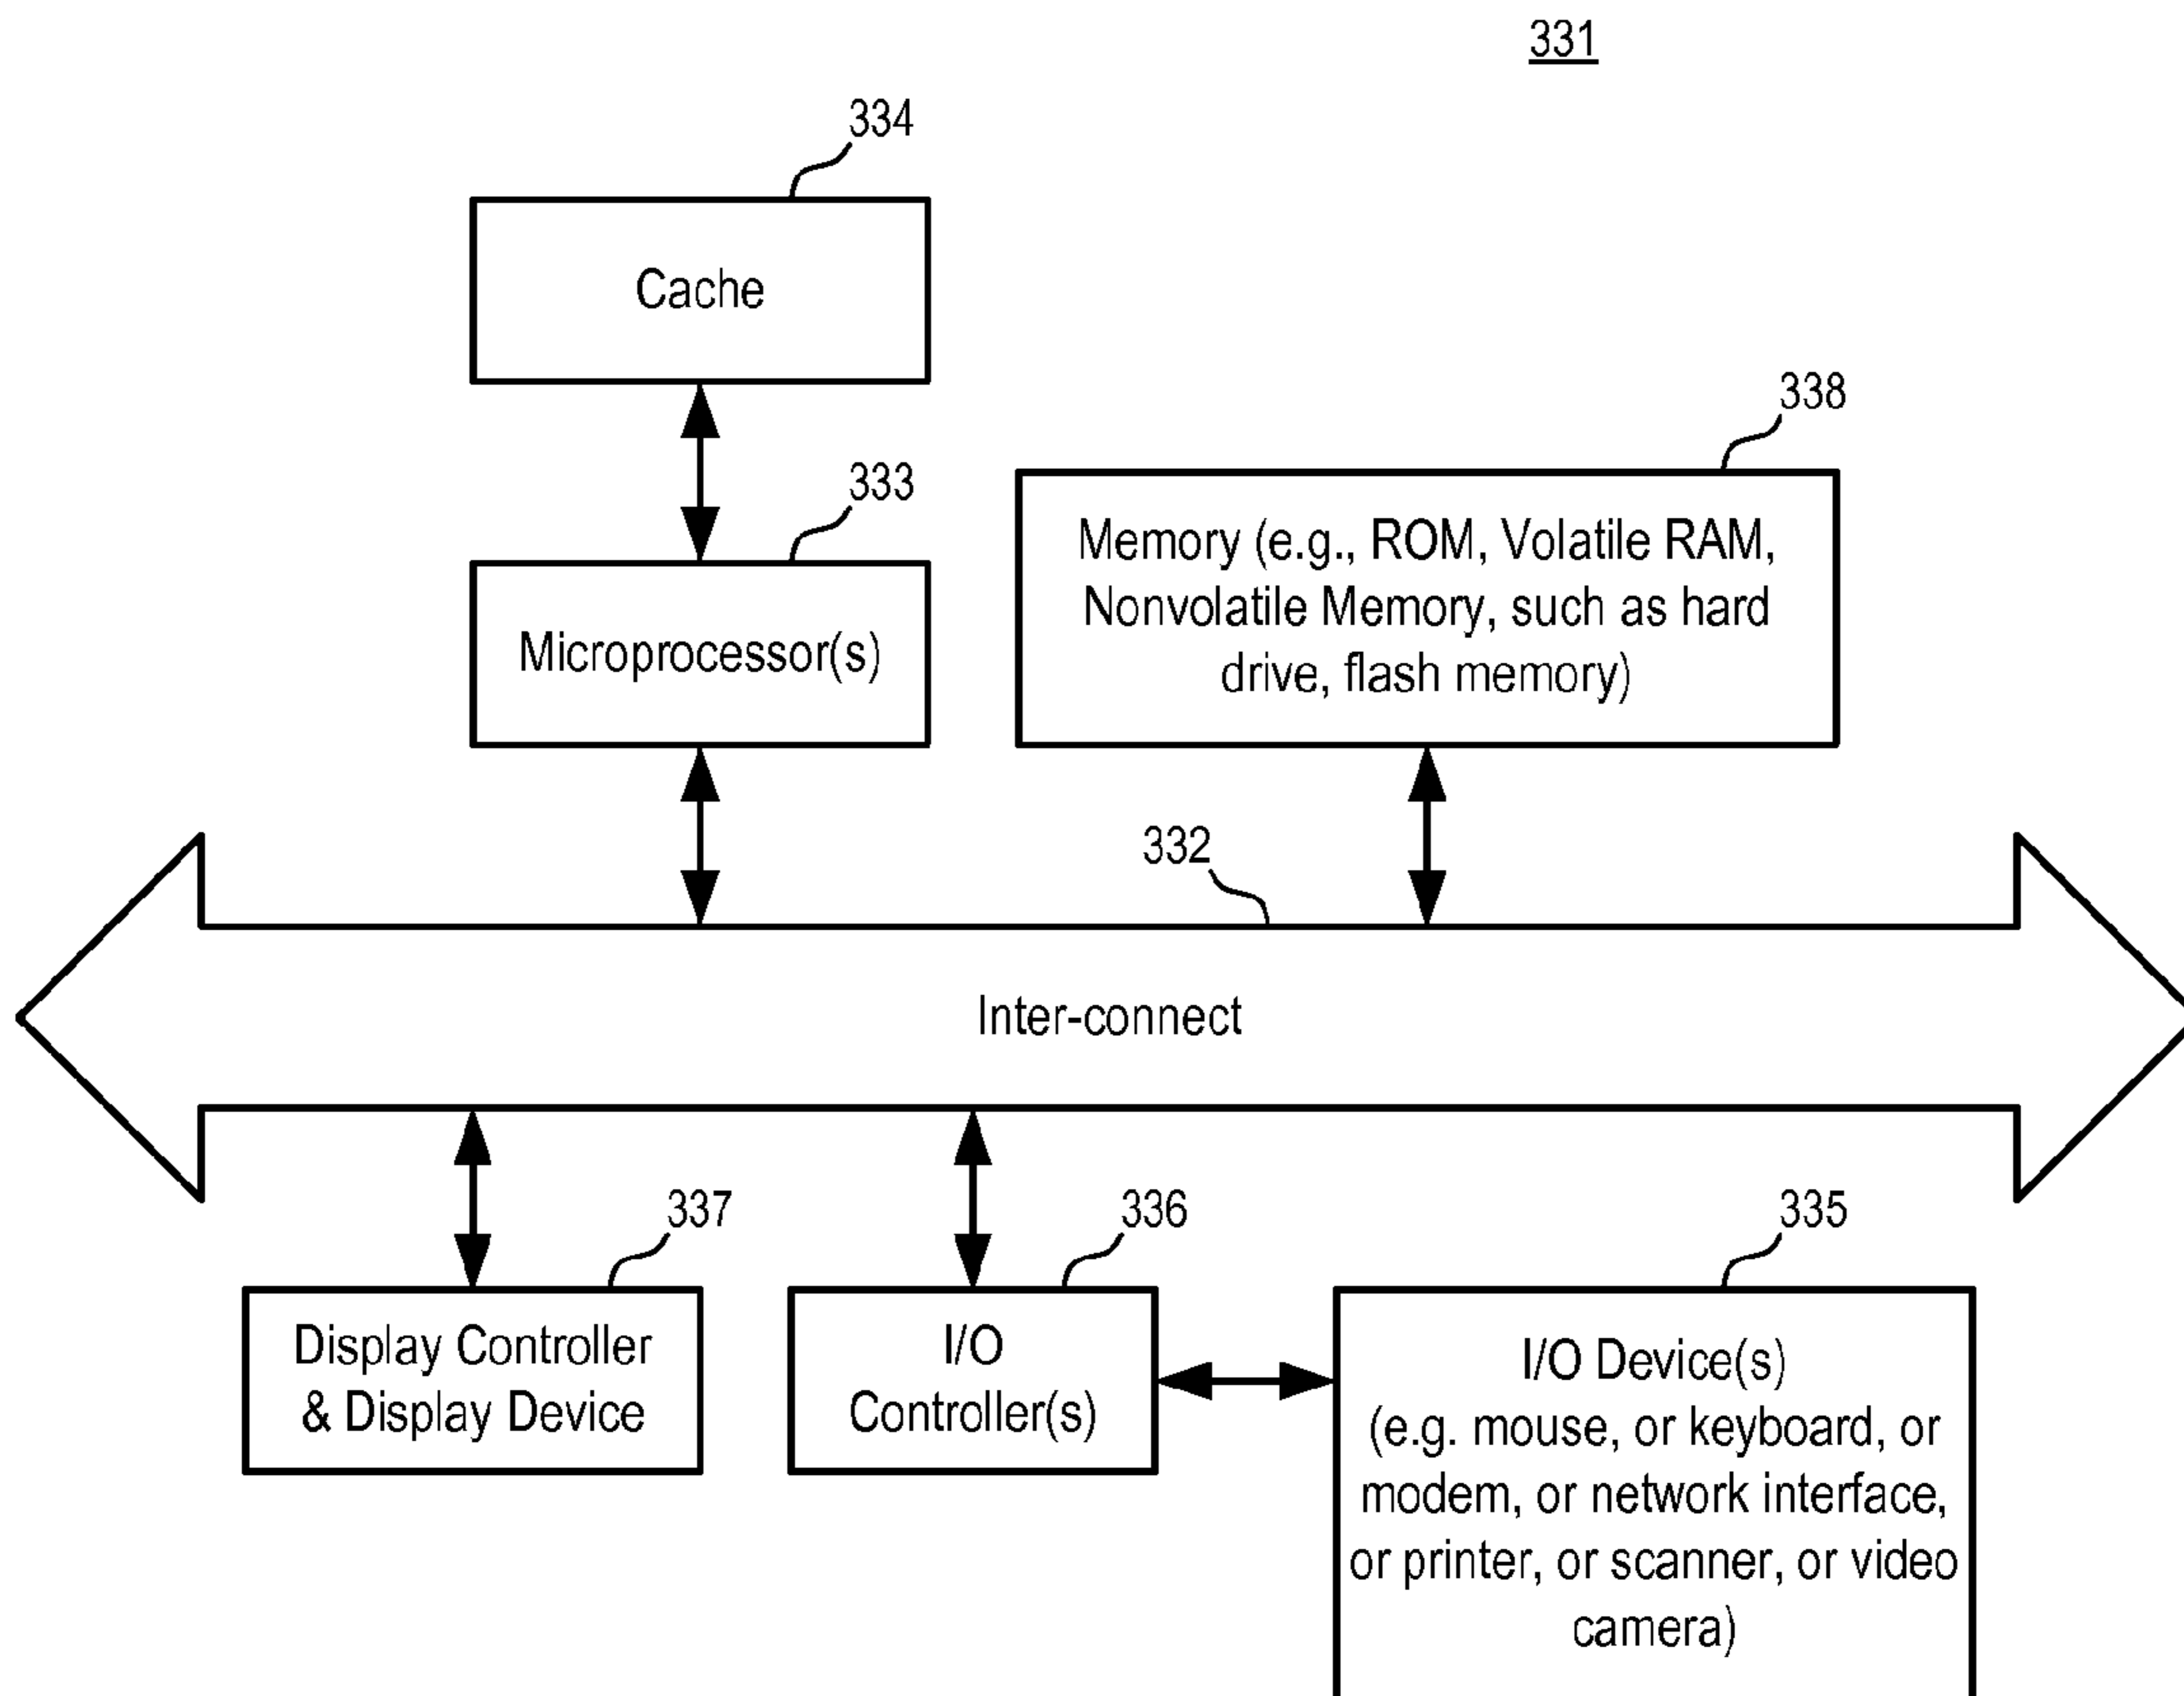 331
334
Cache
338
333
Memory (e.g., ROM, Volatile RAM,
Nonvolatile Memory, such as hard
drive, flash memory)
Microprocessor(s)
332
Inter-connect
337
336
335
Display Controller
& Display Device
I/O
Controller(s)
I/O Device(s)
(e.g. mouse, or keyboard, or
modem, or network interface,
or printer, or scanner, or video
camera)